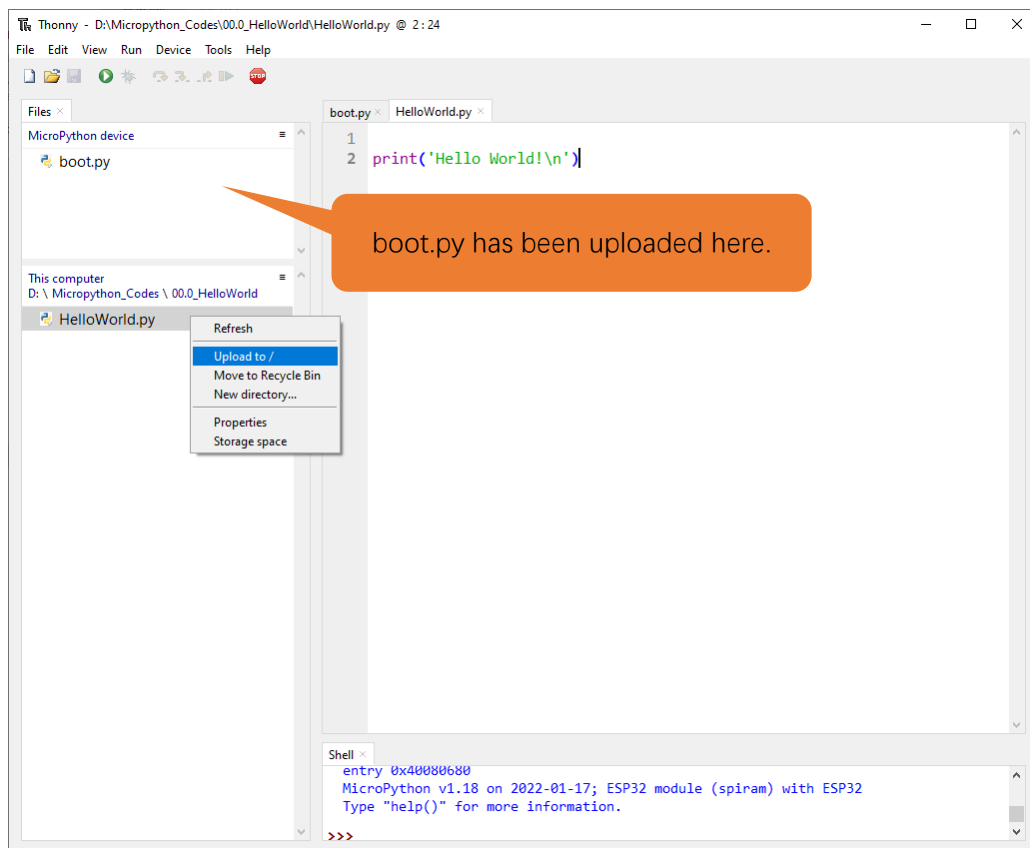 Thonny - D:\Micropython_Codes\00.0_HelloWorld\HelloWorld.py @ 2:24
File Edit View Run Device Tools Help
STOP
Files
MicroPython device
boot.py
This computer
D: \ Micropython_Codes \ 00.0_HelloWorld
HelloWorld.py
Refresh
Upload to /
Move to Recycle Bin
New directory...
Properties
Storage space
boot.py HelloWorld.py
1
2 print('Hello World!\n')
boot.py has been uploaded here.
Shell
entry 0x40080680
MicroPython v1.18 on 2022-01-17; ESP32 module (spiram) with ESP32
Type "help()" for more information.
>>>